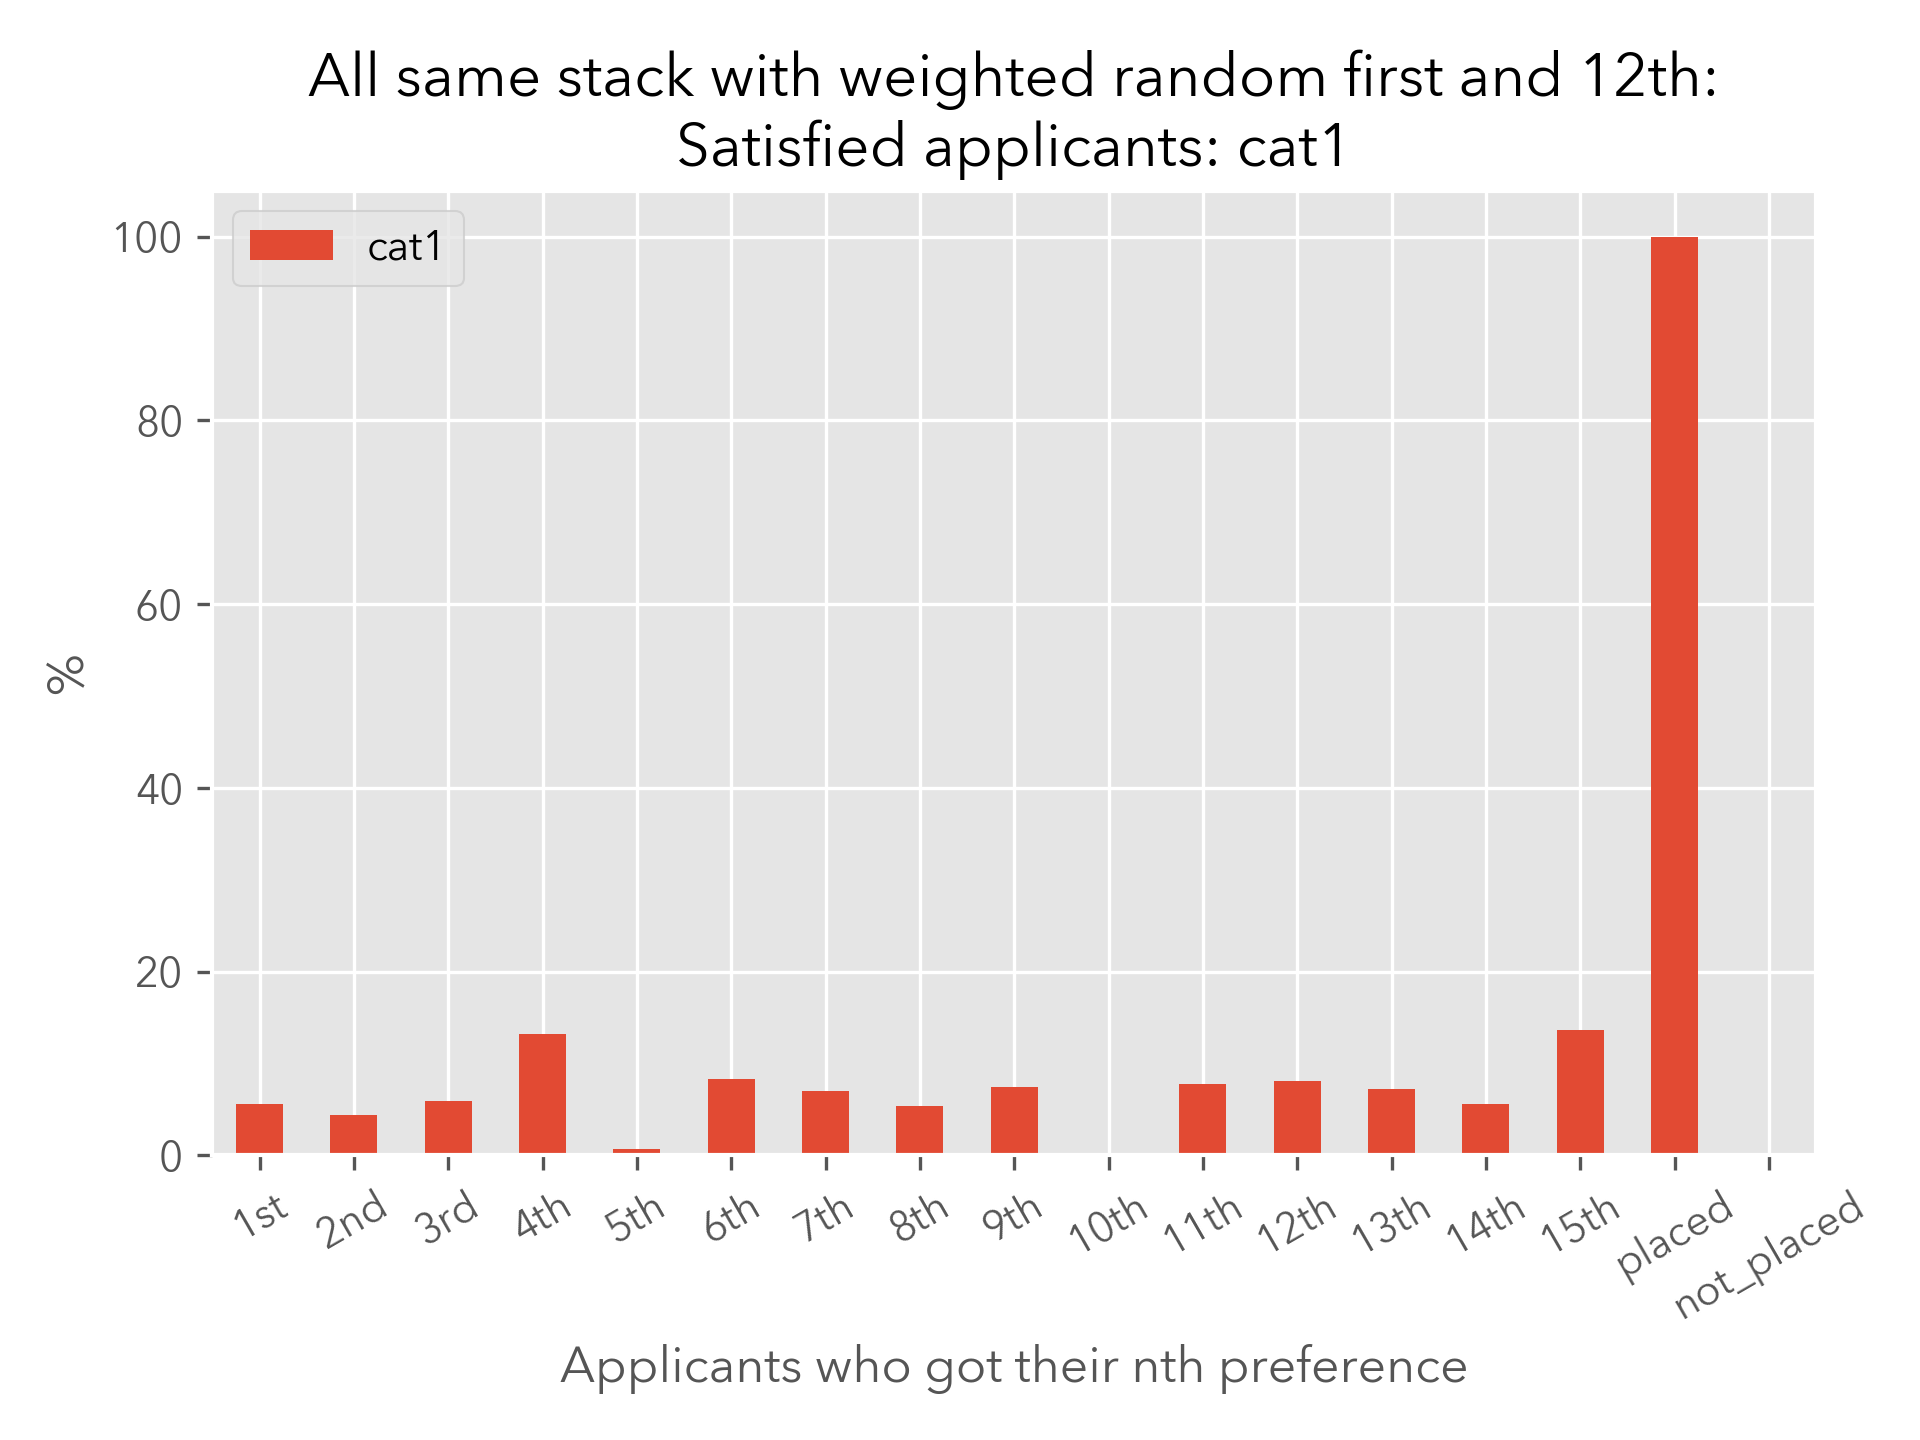 All same stack with weighted random first and 12th:
Satisfied applicants: cat1
cat1
100
80
60
40
20
0
%
1st 2nd 3rd 4th 5th 6th 7th 8th 9th 10th 11th 12th 13th 14th 15th placed not_placed
Applicants who got their nth preference